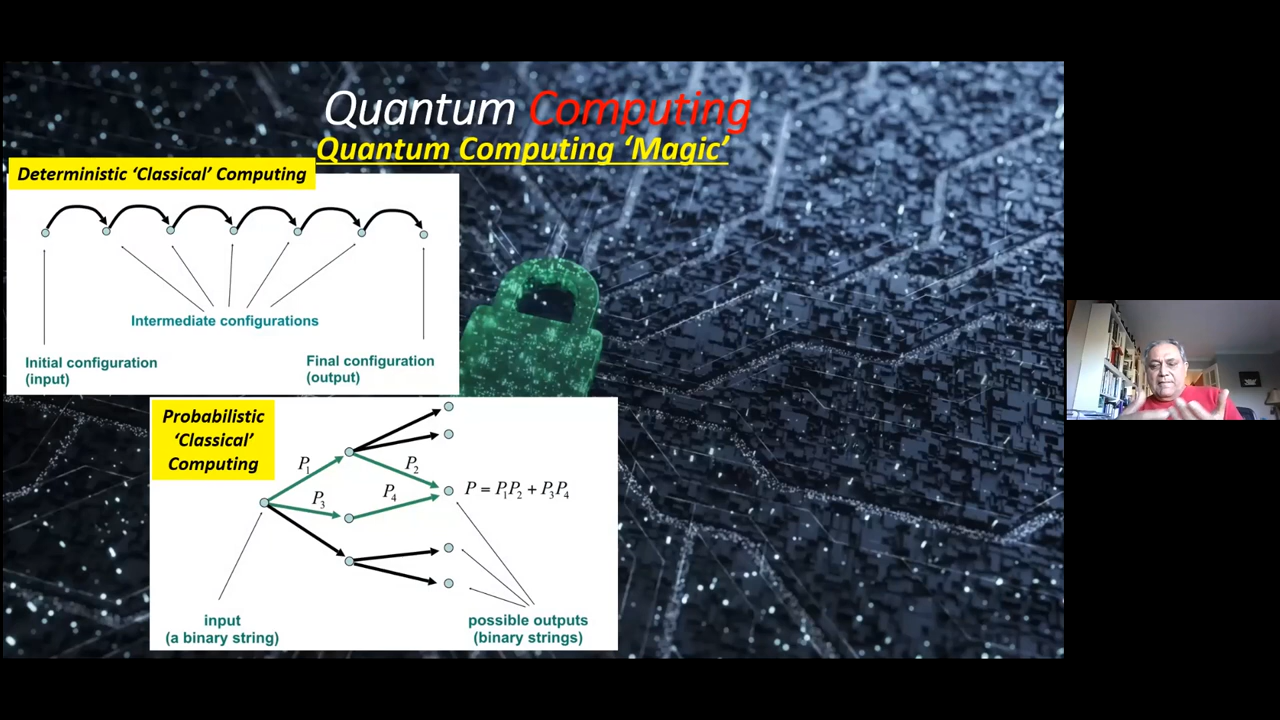 Quantum Computing
Quantum Computing ‘Magic’
Deterministic ‘Classical’ Computing
Intermediate configurations
Initial configuration
(input)
Final configuration
(output)
Probabilistic
‘Classical’
Computing
P₁
P₂
P₃
P₄
P = P₁P₂ + P₃P₄
input
(a binary string)
possible outputs
(binary strings)